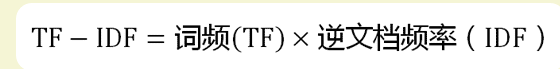 TF − IDF = 词频(TF) × 逆文档频率（IDF）